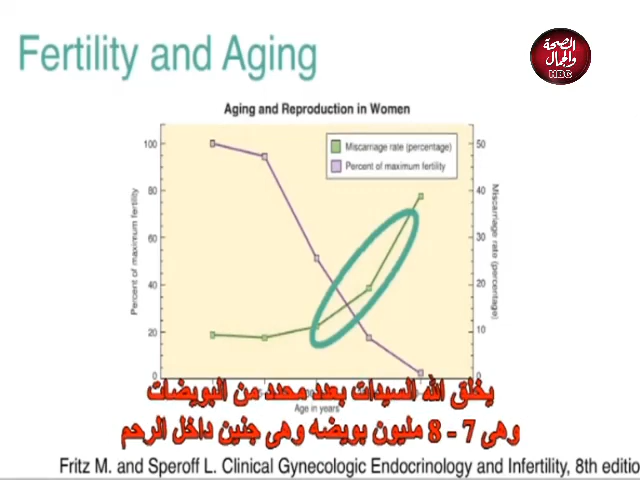 Fertility and Aging
الصحة
والجمال
HBC
Aging and Reproduction in Women
Miscarriage rate (percentage)
Percent of maximum fertility
100
80
60
40
20
0
50
40
30
20
10
Percent of maximum fertility
Miscarriage rate (percentage)
Age in years
يخلق الله السيدات بعدد محدد من البويضات
وهى 7 - 8 مليون بويضه وهى جنين داخل الرحم
Fritz M. and Speroff L. Clinical Gynecologic Endocrinology and Infertility, 8th editio